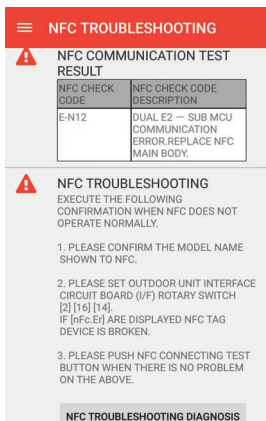 NFC TROUBLESHOOTING
NFC COMMUNICATION TEST
RESULT
NFC CHECK
CODE
NFC CHECK CODE
DESCRIPTION
E-N12
DUAL E2 — SUB MCU
COMMUNICATION
ERROR.REPLACE NFC
MAIN BODY.
NFC TROUBLESHOOTING
EXECUTE THE FOLLOWING
CONFIRMATION WHEN NFC DOES NOT
OPERATE NORMALLY.
1. PLEASE CONFIRM THE MODEL NAME
SHOWN TO NFC.
2. PLEASE SET OUTDOOR UNIT INTERFACE
CIRCUIT BOARD (I/F) ROTARY SWITCH
[2] [16] [14].
IF [nFc.Er] ARE DISPLAYED NFC TAG
DEVICE IS BROKEN.
3. PLEASE PUSH NFC CONNECTING TEST
BUTTON WHEN THERE IS NO PROBLEM
ON THE ABOVE.
NFC TROUBLESHOOTING DIAGNOSIS